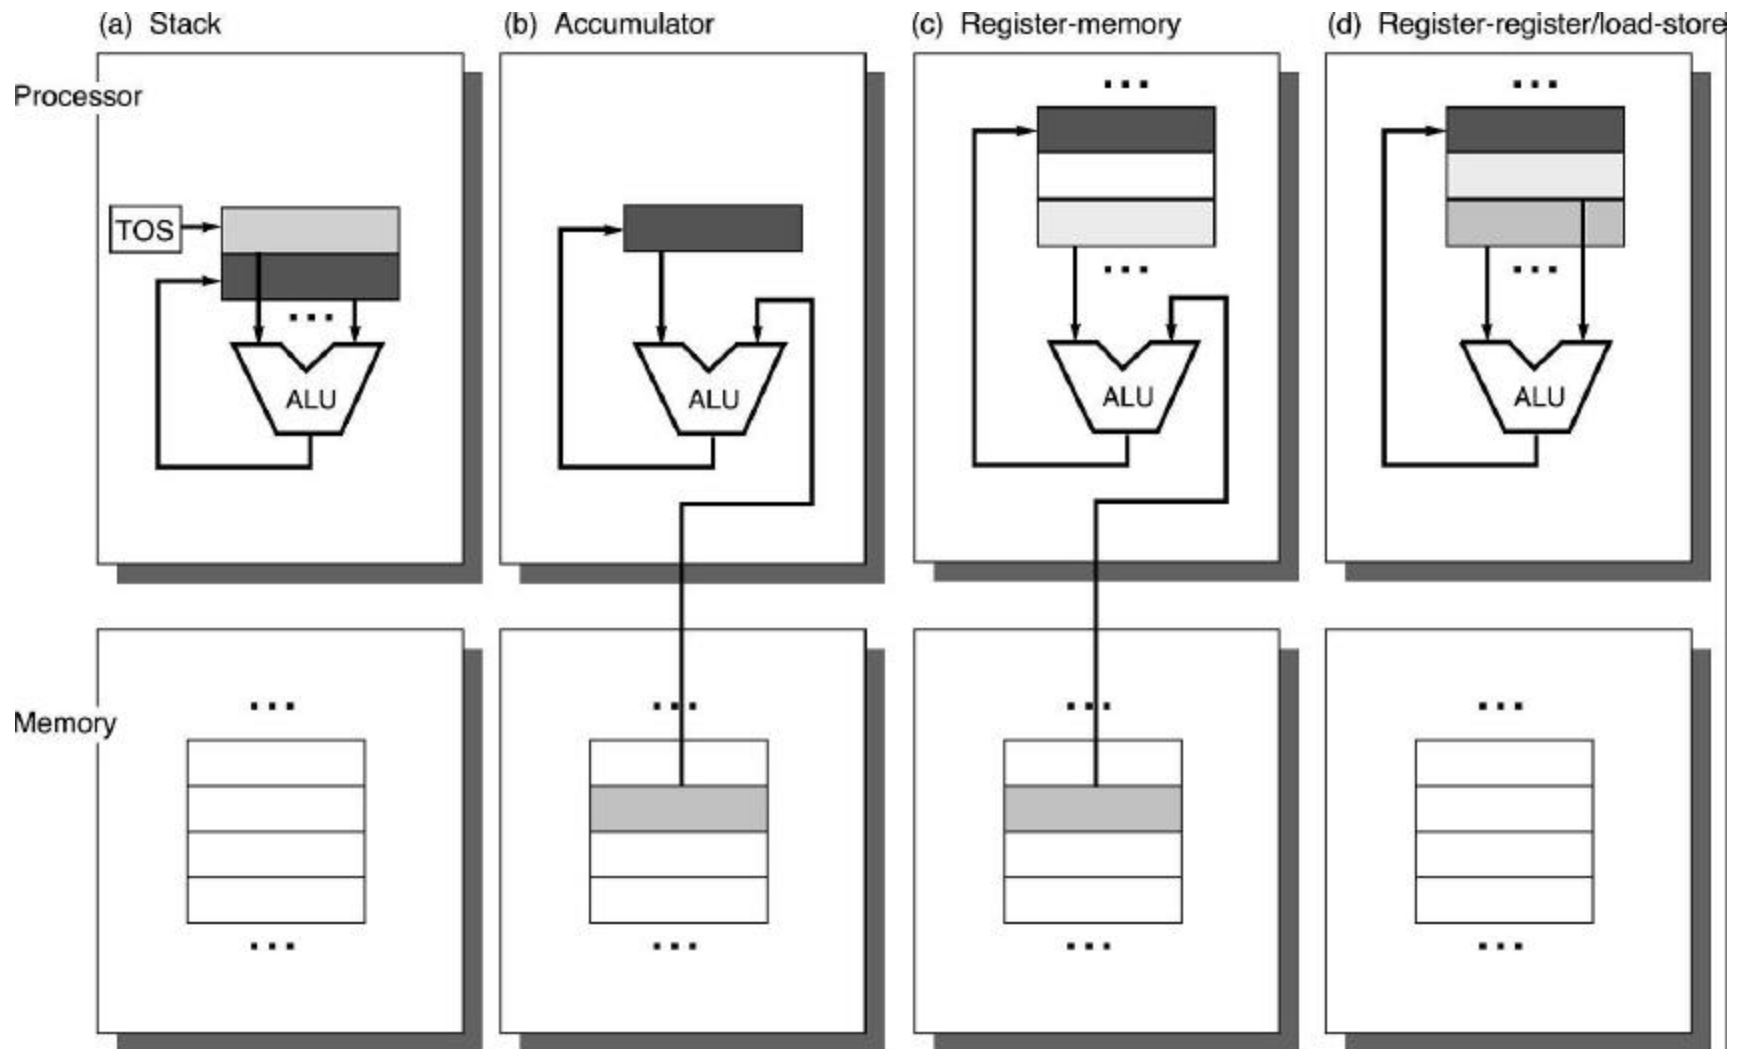 (a) Stack
(b) Accumulator
(c) Register-memory
(d) Register-register/load-store
Processor
TOS
...
...
...
...
...
ALU
ALU
ALU
ALU
Memory
...
...
...
...
...
...
...
...